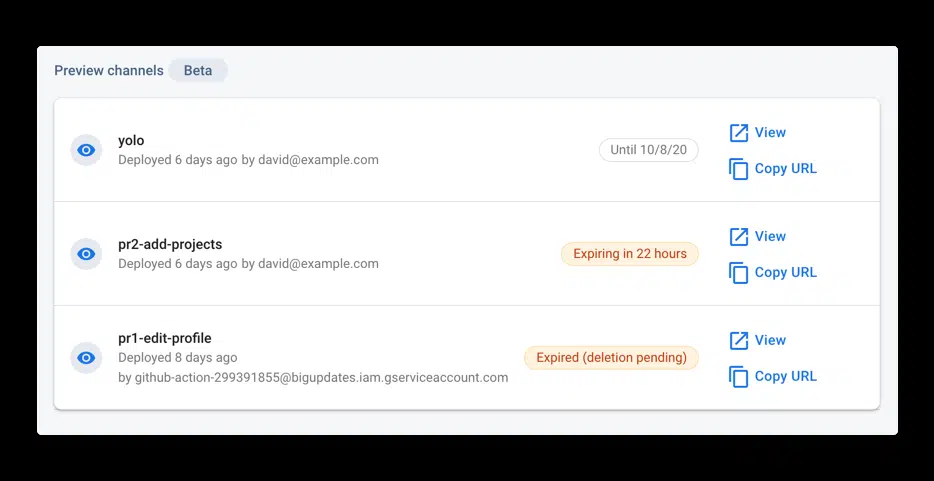 Preview channels Beta
yolo
Deployed 6 days ago by david@example.com
Until 10/8/20
View
Copy URL
pr2-add-projects
Deployed 6 days ago by david@example.com
Expiring in 22 hours
View
Copy URL
pr1-edit-profile
Deployed 8 days ago
by github-action-299391855@bigupdates.iam.gserviceaccount.com
Expired (deletion pending)
View
Copy URL